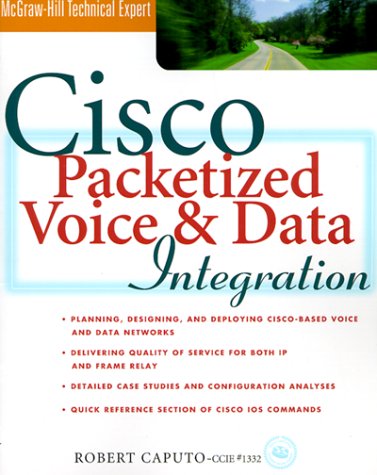 McGraw-Hill Technical Expert
Cisco
Packetized
Voice & Data
Integration
• PLANNING, DESIGNING, AND DEPLOYING CISCO-BASED VOICE
AND DATA NETWORKS
• DELIVERING QUALITY OF SERVICE FOR BOTH IP
AND FRAME RELAY
• DETAILED CASE STUDIES AND CONFIGURATION ANALYSES
• QUICK REFERENCE SECTION OF CISCO IOS COMMANDS
ROBERT CAPUTO-CCIE #1332